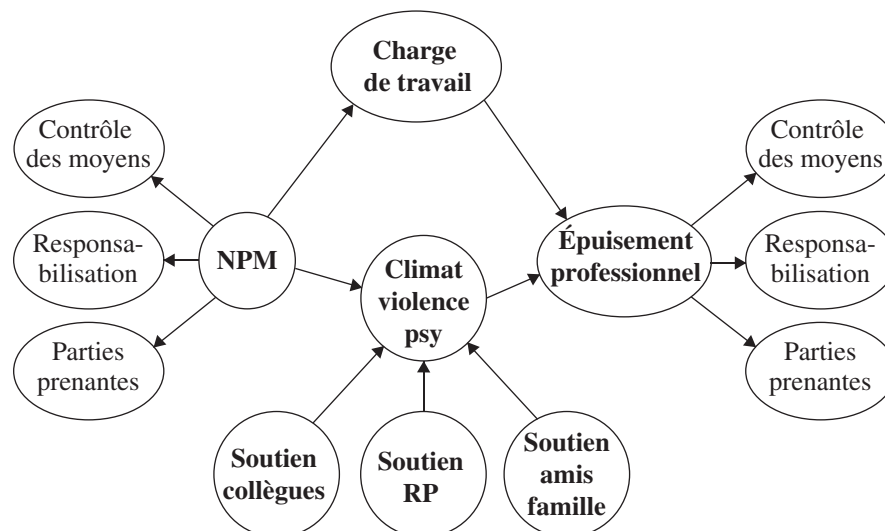 Charge
de travail
Contrôle
des moyens
Contrôle
des moyens
Responsa-
bilisation
NPM
Climat
violence
psy
Épuisement
professionnel
Responsa-
bilisation
Parties
prenantes
Parties
prenantes
Soutien
collègues
Soutien
RP
Soutien
amis
famille